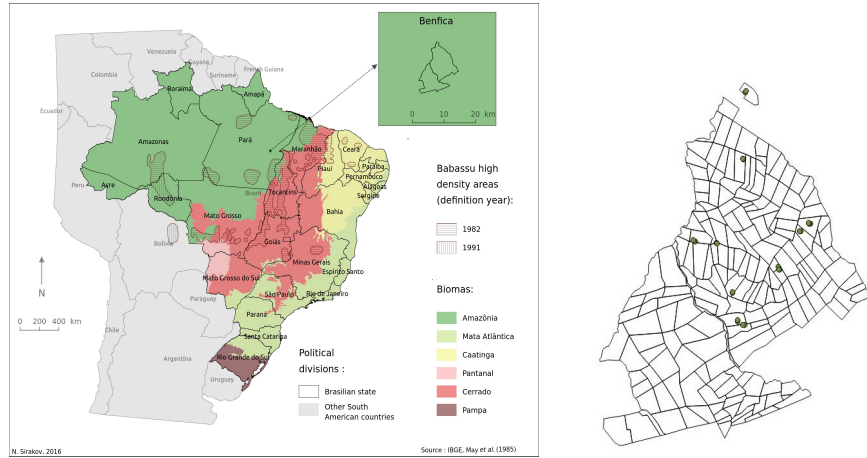 Benfica
0 10 20 km
Venezuela
Guyana
Suriname
French Guiana
Colombia
Ecuador
Roraima
Amapá
Amazonas
Pará
Maranhão
Ceará
Piauí
Paraíba
Pernambuco
Alagoas
Sergipe
Peru
Acre
Rondônia
Brazil
Tocantins
Mato Grosso
Bahia
Bolivia
Goiás
Minas Gerais
Mato Grosso do Sul
Espírito Santo
São Paulo
Rio de Janeiro
Paraguay
Paraná
Chile
Santa Catarina
Argentina
Rio Grande do Sul
Uruguay
N
0 200 400 km
Babassu high
density areas
(definition year):
1982
1991
Biomas:
Amazônia
Mata Atlântica
Caatinga
Pantanal
Cerrado
Pampa
Political
divisions :
Brasilian state
Other South
American countries
N. Sirakov. 2016
Source : IBGE, May et al. (1985)